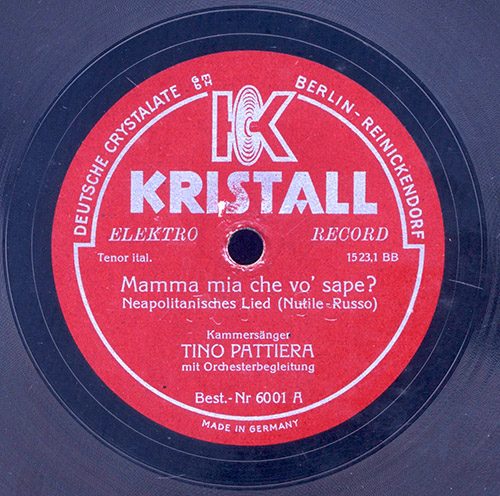 DEUTSCHE CRYSTALATE GMBH BERLIN-REINICKENDORF
K
KRISTALL
ELEKTRO RECORD
Tenor ital. 1523,1 BB
Mamma mia che vo' sape?
Neapolitanisches Lied (Nutile-Russo)
Kammersänger
TINO PATTIERA
mit Orchesterbegleitung
Best.-Nr 6001 A
MADE IN GERMANY